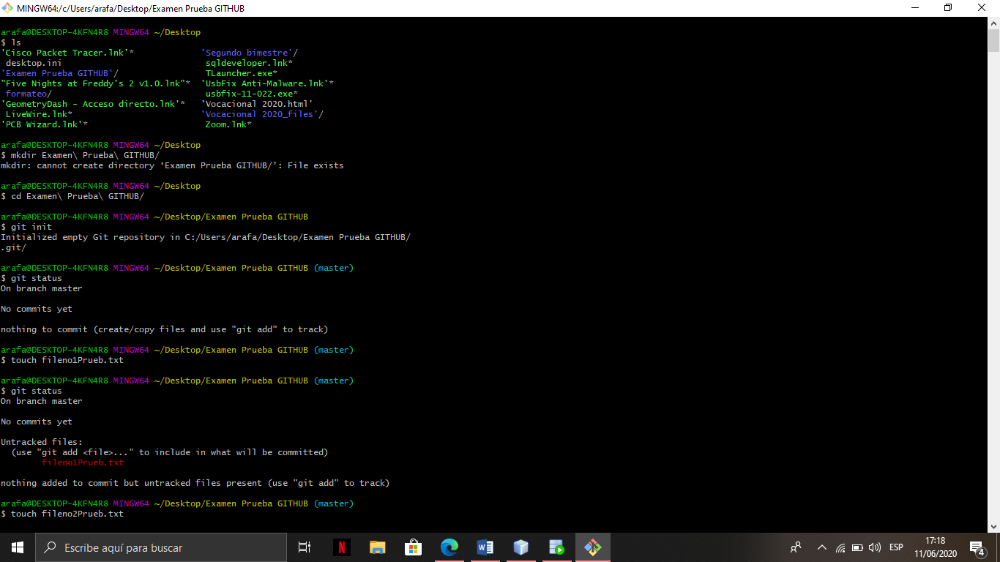 MINGW64:/c/Users/arafa/Desktop/Examen Prueba GITHUB
arafa@DESKTOP-4KFN4R8 MINGW64 ~/Desktop
$ ls
'Cisco Packet Tracer.lnk'* 'Segundo bimestre'/
desktop.ini sqldeveloper.lnk*
'Examen Prueba GITHUB'/ TLauncher.exe*
"Five Nights at Freddy's 2 v1.0.lnk"* 'UsbFix Anti-Malware.lnk'*
formateo/ usbfix-11-022.exe*
'GeometryDash - Acceso directo.lnk'* 'Vocacional 2020.html'
LiveWire.lnk* 'Vocacional 2020_files'/
'PCB Wizard.lnk'* Zoom.lnk*
arafa@DESKTOP-4KFN4R8 MINGW64 ~/Desktop
$ mkdir Examen\ Prueba\ GITHUB/
mkdir: cannot create directory ‘Examen Prueba GITHUB/’: File exists
arafa@DESKTOP-4KFN4R8 MINGW64 ~/Desktop
$ cd Examen\ Prueba\ GITHUB/
arafa@DESKTOP-4KFN4R8 MINGW64 ~/Desktop/Examen Prueba GITHUB
$ git init
Initialized empty Git repository in C:/Users/arafa/Desktop/Examen Prueba GITHUB/
.git/
arafa@DESKTOP-4KFN4R8 MINGW64 ~/Desktop/Examen Prueba GITHUB (master)
$ git status
On branch master
No commits yet
nothing to commit (create/copy files and use "git add" to track)
arafa@DESKTOP-4KFN4R8 MINGW64 ~/Desktop/Examen Prueba GITHUB (master)
$ touch fileno1Prueb.txt
arafa@DESKTOP-4KFN4R8 MINGW64 ~/Desktop/Examen Prueba GITHUB (master)
$ git status
On branch master
No commits yet
Untracked files:
(use "git add <file>..." to include in what will be committed)
fileno1Prueb.txt
nothing added to commit but untracked files present (use "git add" to track)
arafa@DESKTOP-4KFN4R8 MINGW64 ~/Desktop/Examen Prueba GITHUB (master)
$ touch fileno2Prueb.txt
Escribe aquí para buscar
N
W
ESP
17:18
11/06/2020
4